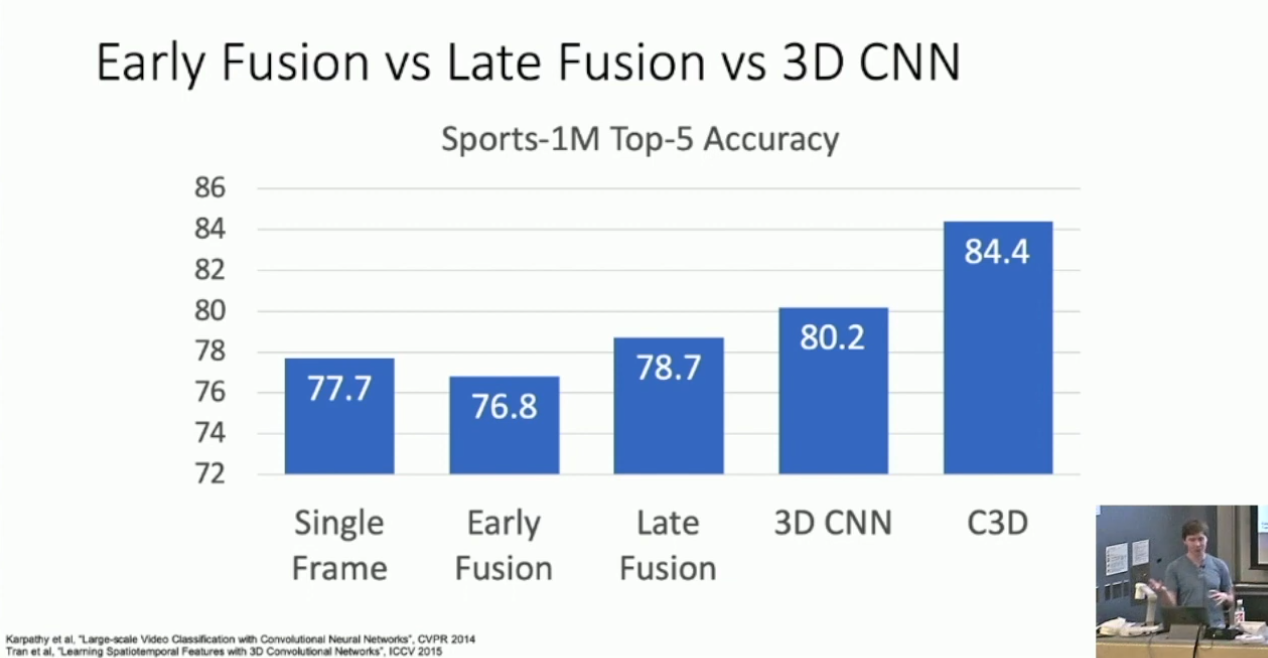 Early Fusion vs Late Fusion vs 3D CNN
Sports-1M Top-5 Accuracy
86
84
82
80
78
76
74
72
77.7
76.8
78.7
80.2
84.4
Single Frame
Early Fusion
Late Fusion
3D CNN
C3D
Karpathy et al, "Large-scale Video Classification with Convolutional Neural Networks", CVPR 2014
Tran et al, "Learning Spatiotemporal Features with 3D Convolutional Networks", ICCV 2015